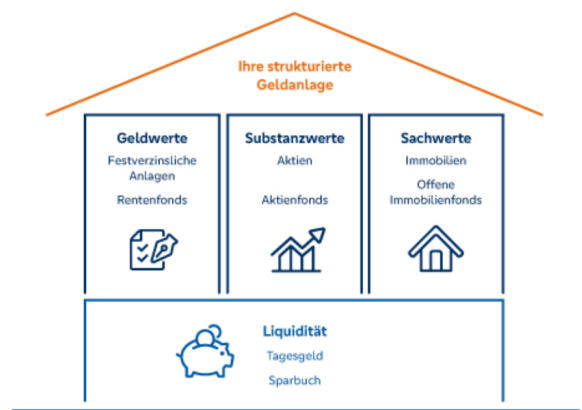 Ihre strukturierte
Geldanlage
Geldwerte
Festverzinsliche
Anlagen
Rentenfonds
Substanzwerte
Aktien
Aktienfonds
Sachwerte
Immobilien
Offene
Immobilienfonds
Liquidität
Tagesgeld
Sparbuch